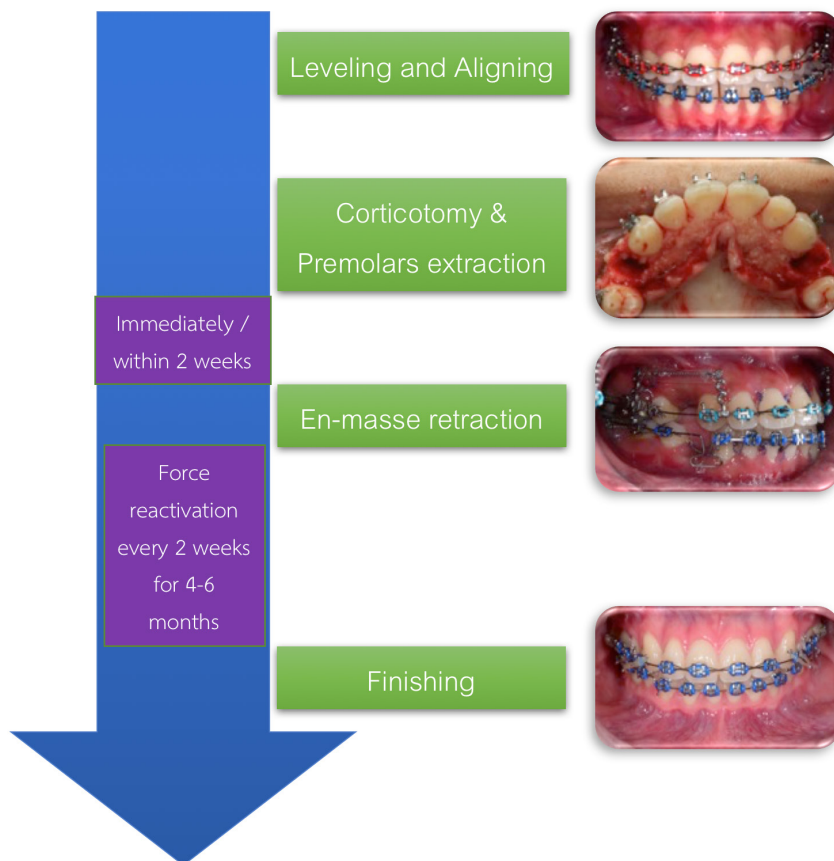 Leveling and Aligning
Corticotomy &
Premolars extraction
Immediately /
within 2 weeks
En-masse retraction
Force
reactivation
every 2 weeks
for 4-6
months
Finishing